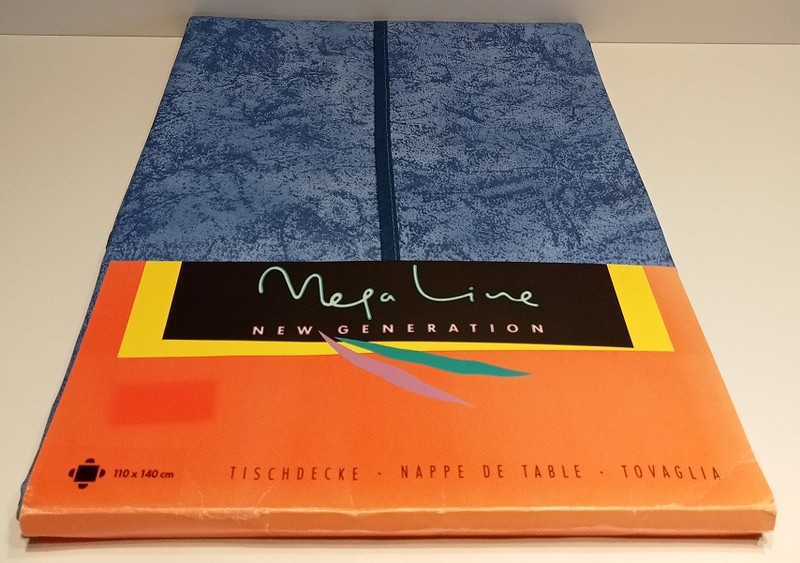 Mega Line
NEW GENERATION
110 x 140 cm
TISCHDECKE · NAPPE DE TABLE · TOVAGLIA